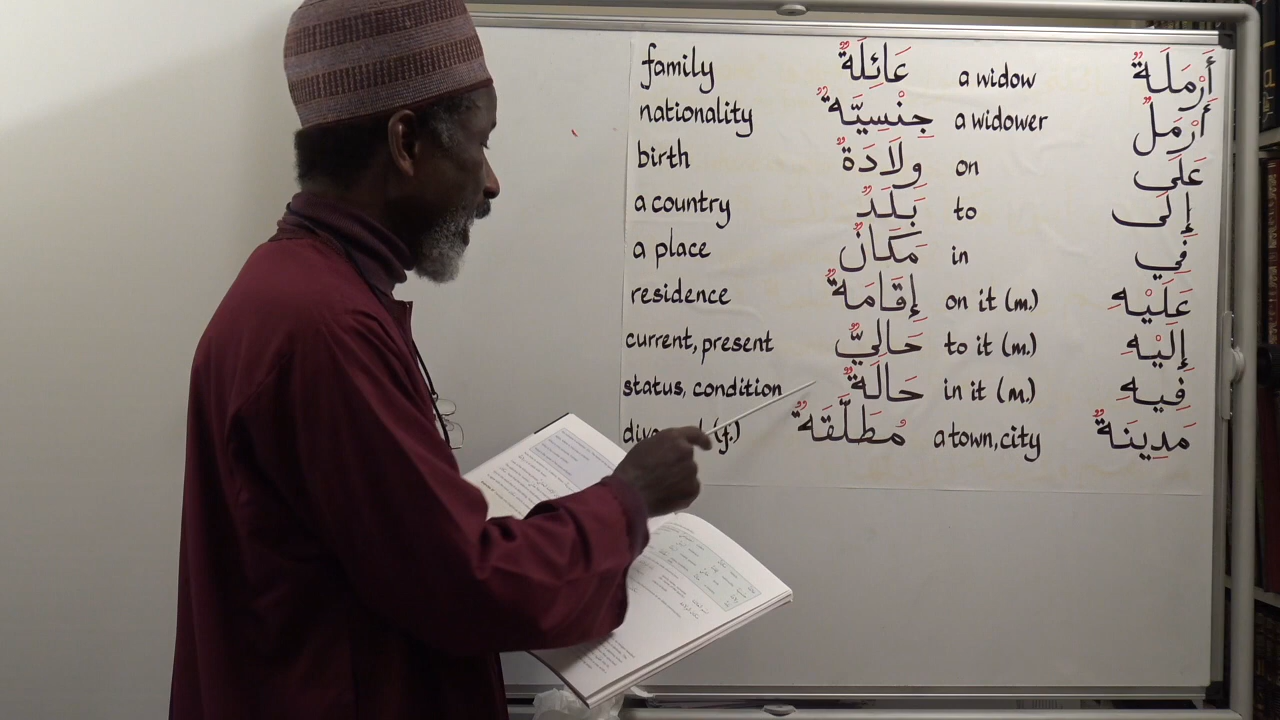 family عَائِلَةٌ a widow أَرْمَلَةٌ
nationality جِنْسِيَّةٌ a widower أَرْمَلٌ
birth وِلَادَةٌ on عَلَى
a country بَلَدٌ to إِلَى
a place مَكَانٌ in فِي
residence إِقَامَةٌ on it (m.) عَلَيْهِ
current, present حَالِيٌّ to it (m.) إِلَيْهِ
status, condition حَالَةٌ in it (m.) فِيهِ
(f.) مُطَلَّقَةٌ a town, city مَدِينَةٌ